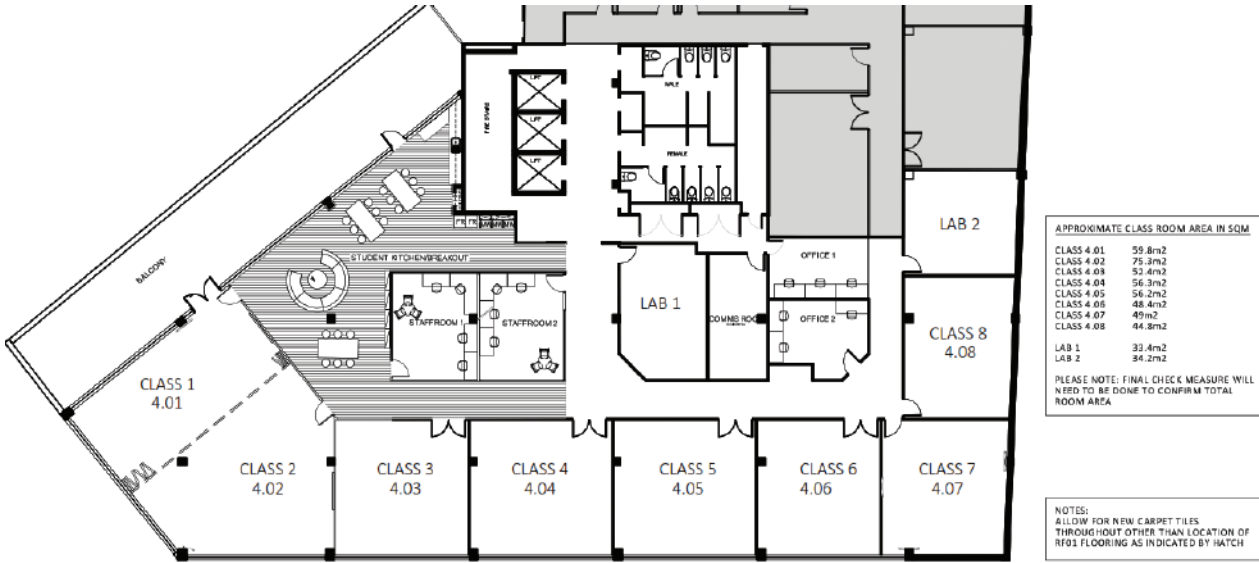 LIFT
LIFT
LIFT
FIRE STAIRS
MALE
FEMALE
BALCONY
FR FR
STUDENT KITCHEN/BREAKOUT
STAFFROOM 1
STAFFROOM 2
LAB 1
OFFICE 1
OFFICE 2
LAB 2
CLASS 8
4.08
CLASS 1
4.01
CLASS 2
4.02
CLASS 3
4.03
CLASS 4
4.04
CLASS 5
4.05
CLASS 6
4.06
CLASS 7
4.07
APPROXIMATE CLASS ROOM AREA IN SQM
CLASS 4.01 59.8m2
CLASS 4.02 75.3m2
CLASS 4.03 52.4m2
CLASS 4.04 56.3m2
CLASS 4.05 56.2m2
CLASS 4.06 48.4m2
CLASS 4.07 49m2
CLASS 4.08 44.8m2
LAB 1 33.4m2
LAB 2 34.2m2
PLEASE NOTE: FINAL CHECK MEASURE WILL
NEED TO BE DONE TO CONFIRM TOTAL
ROOM AREA
NOTES:
ALLOW FOR NEW CARPET TILES
THROUGHOUT OTHER THAN LOCATION OF
RF01 FLOORING AS INDICATED BY HATCH